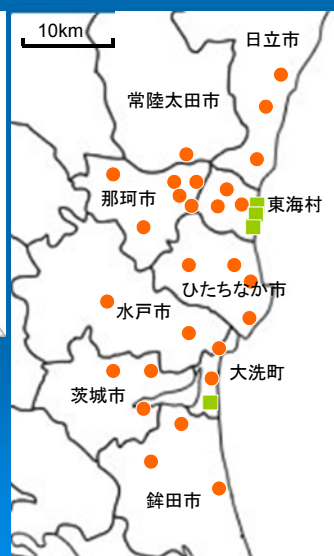 10km
日立市
常陸太田市
那珂市
東海村
ひたちなか市
水戸市
大洗町
茨城市
鉾田市